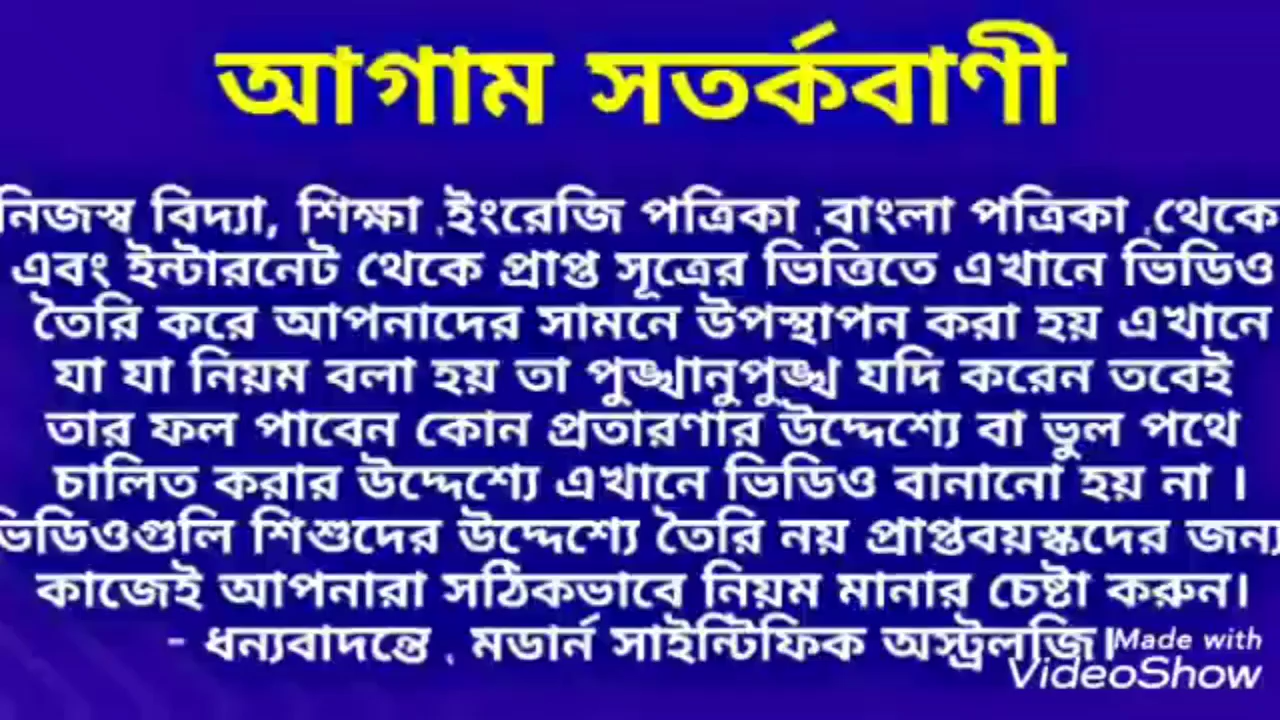 আগাম সতর্কবাণী
নিজস্ব বিদ্যা, শিক্ষা ,ইংরেজি পত্রিকা ,বাংলা পত্রিকা ,থেকে
এবং ইন্টারনেট থেকে প্রাপ্ত সূত্রের ভিত্তিতে এখানে ভিডিও
তৈরি করে আপনাদের সামনে উপস্থাপন করা হয় এখানে
যা যা নিয়ম বলা হয় তা পুঙ্খানুপুঙ্খ যদি করেন তবেই
তার ফল পাবেন কোন প্রতারণার উদ্দেশ্যে বা ভুল পথে
চালিত করার উদ্দেশ্যে এখানে ভিডিও বানানো হয় না ।
ভিডিওগুলি শিশুদের উদ্দেশ্যে তৈরি নয় প্রাপ্তবয়স্কদের জন্য
কাজেই আপনারা সঠিকভাবে নিয়ম মানার চেষ্টা করুন।
- ধন্যবাদন্তে , মডার্ন সাইন্টিফিক অস্ট্রলজি।
Made with
VideoShow